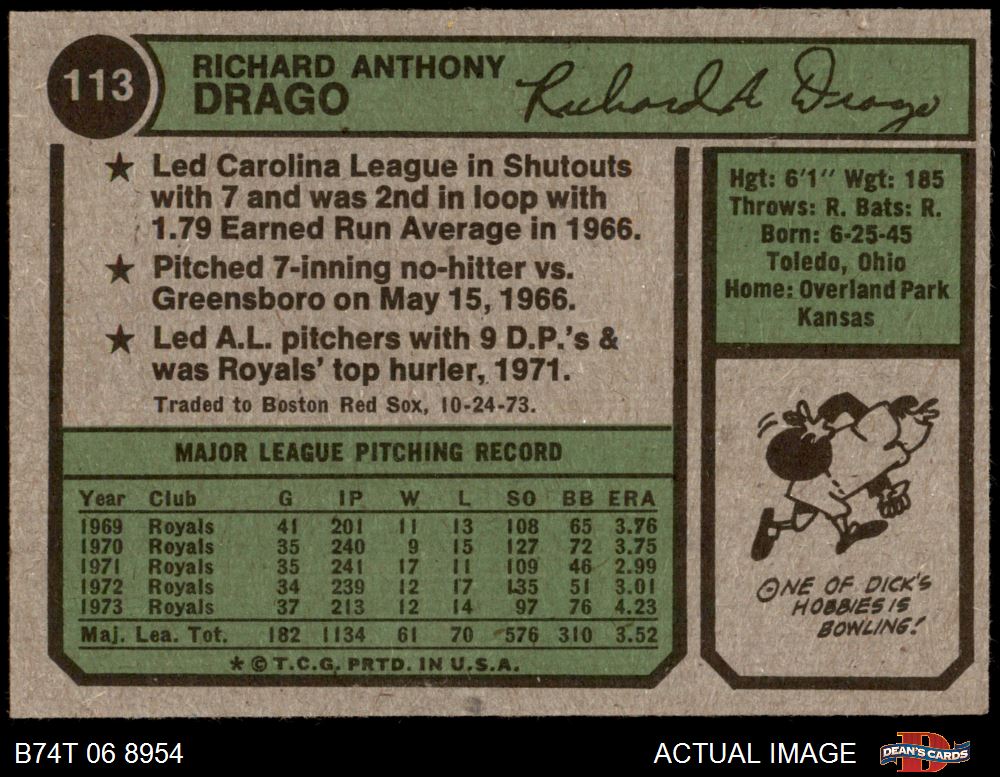 113
RICHARD ANTHONY
DRAGO
Richard A Drago
★ Led Carolina League in Shutouts
with 7 and was 2nd in loop with
1.79 Earned Run Average in 1966.
★ Pitched 7-inning no-hitter vs.
Greensboro on May 15, 1966.
★ Led A.L. pitchers with 9 D.P.'s &
was Royals' top hurler, 1971.
Traded to Boston Red Sox, 10-24-73.
Hgt: 6'1" Wgt: 185
Throws: R. Bats: R.
Born: 6-25-45
Toledo, Ohio
Home: Overland Park
Kansas
MAJOR LEAGUE PITCHING RECORD
Year Club G IP W L SO BB ERA
1969 Royals 41 201 11 13 108 65 3.76
1970 Royals 35 240 9 15 127 72 3.75
1971 Royals 35 241 17 11 109 46 2.99
1972 Royals 34 239 12 17 135 51 3.01
1973 Royals 37 213 12 14 97 76 4.23
Maj. Lea. Tot. 182 1134 61 70 576 310 3.52
★ © T.C.G. PRTD. IN U.S.A.
ONE OF DICK'S
HOBBIES IS
BOWLING!
B74T 06 8954
ACTUAL IMAGE
D
DEAN'S CARDS